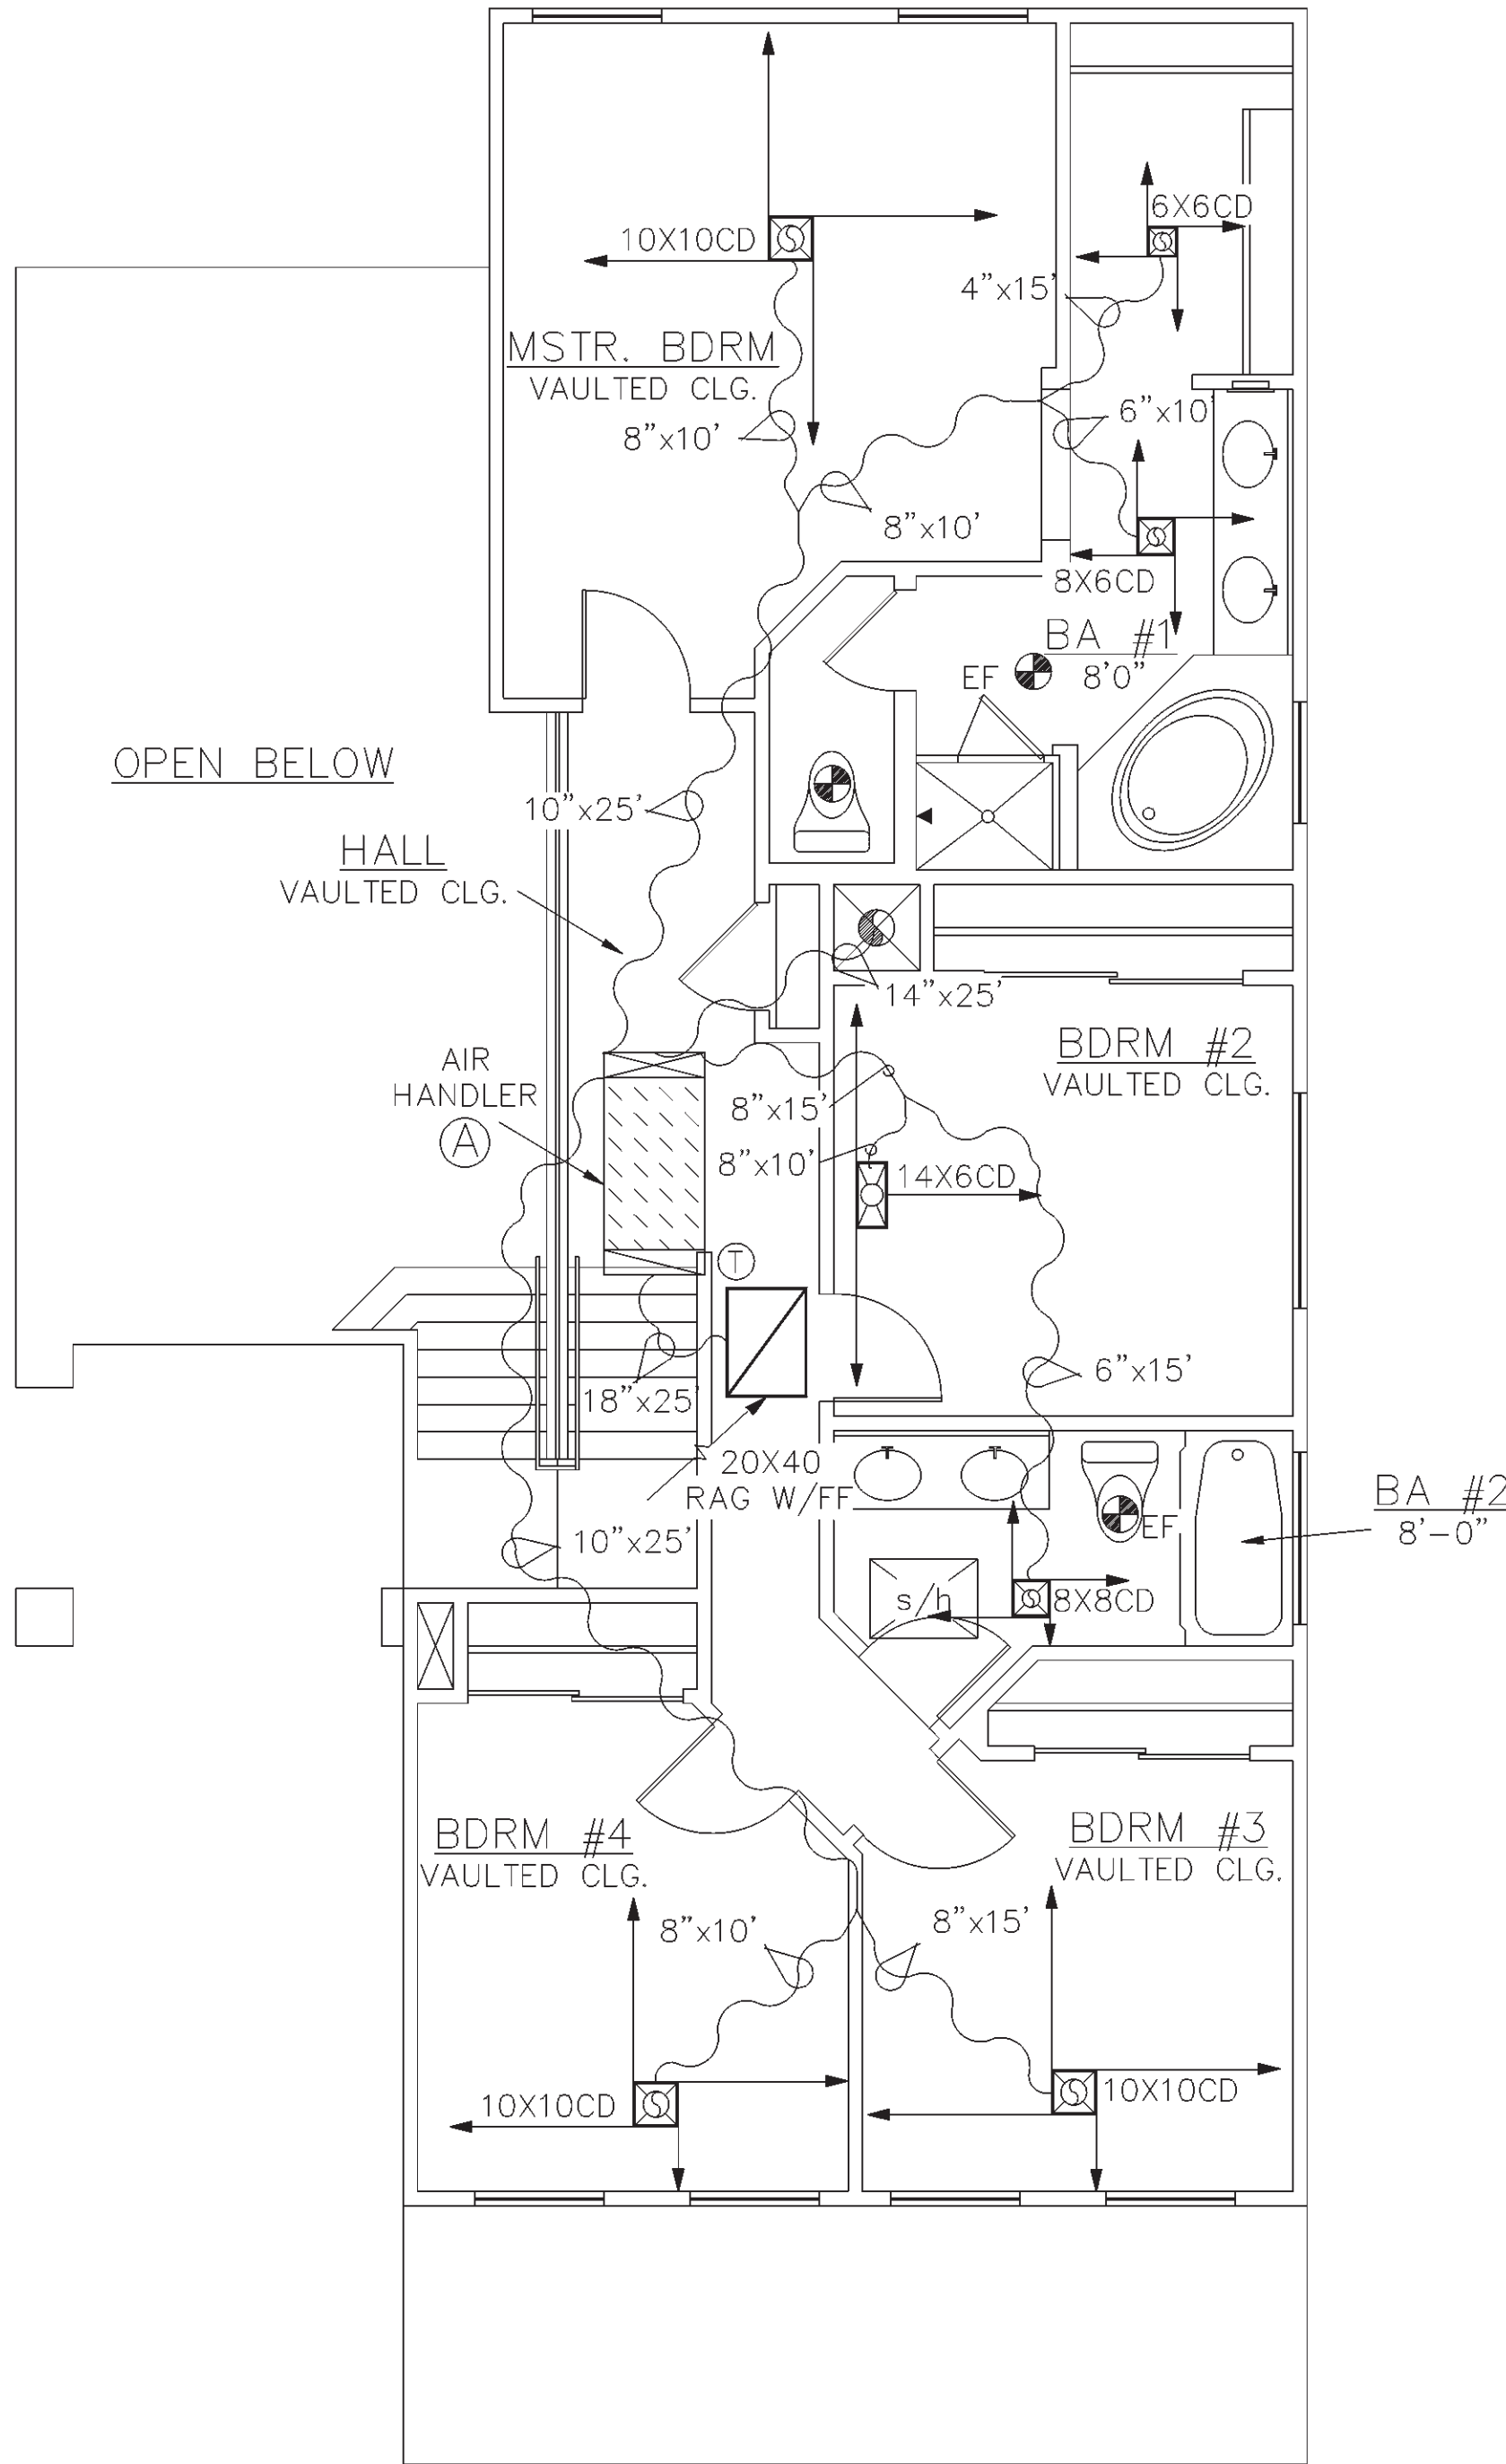 6X6CD
10X10CD
4"x15'
MSTR. BDRM
VAULTED CLG.
6"x10'
8"x10'
8"x10'
8X6CD
BA #1
8'0"
EF
OPEN BELOW
10"x25'
HALL
VAULTED CLG.
14"x25'
BDRM #2
VAULTED CLG.
AIR
HANDLER
A
8"x15'
8"x10'
14X6CD
T
6"x15'
18"x25'
20X40
RAG W/FF
BA #2
8'-0"
EF
10"x25'
s/h
8X8CD
BDRM #4
VAULTED CLG.
BDRM #3
VAULTED CLG.
8"x10'
8"x15'
10X10CD
10X10CD